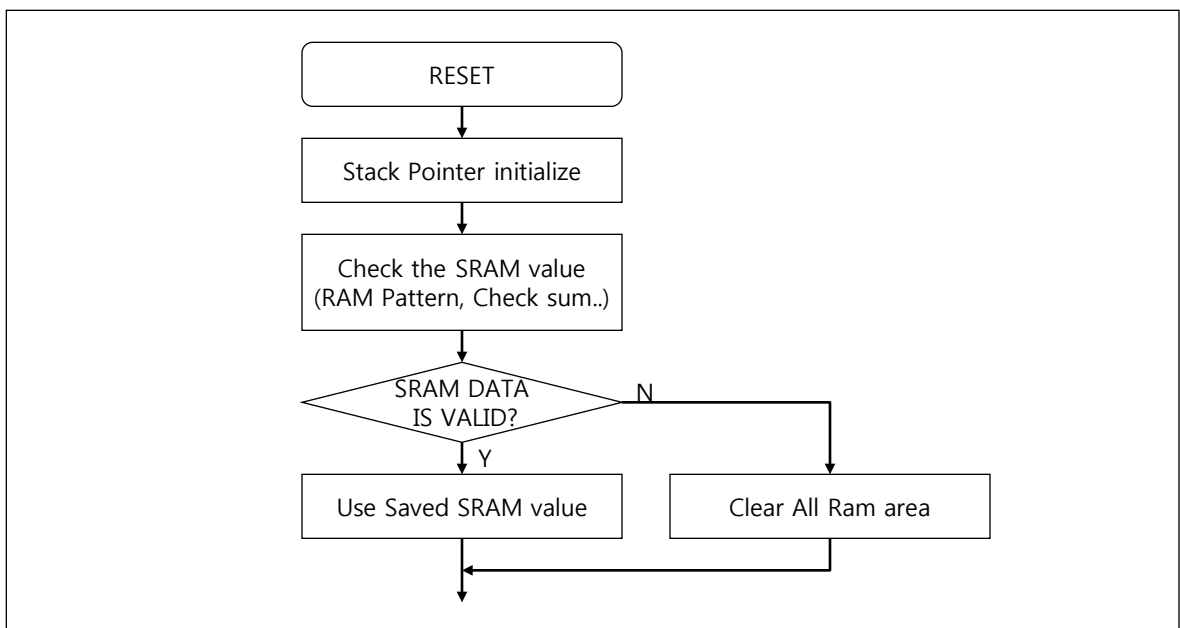 RESET
Stack Pointer initialize
Check the SRAM value
(RAM Pattern, Check sum..)
SRAM DATA
IS VALID?
N
Y
Use Saved SRAM value
Clear All Ram area